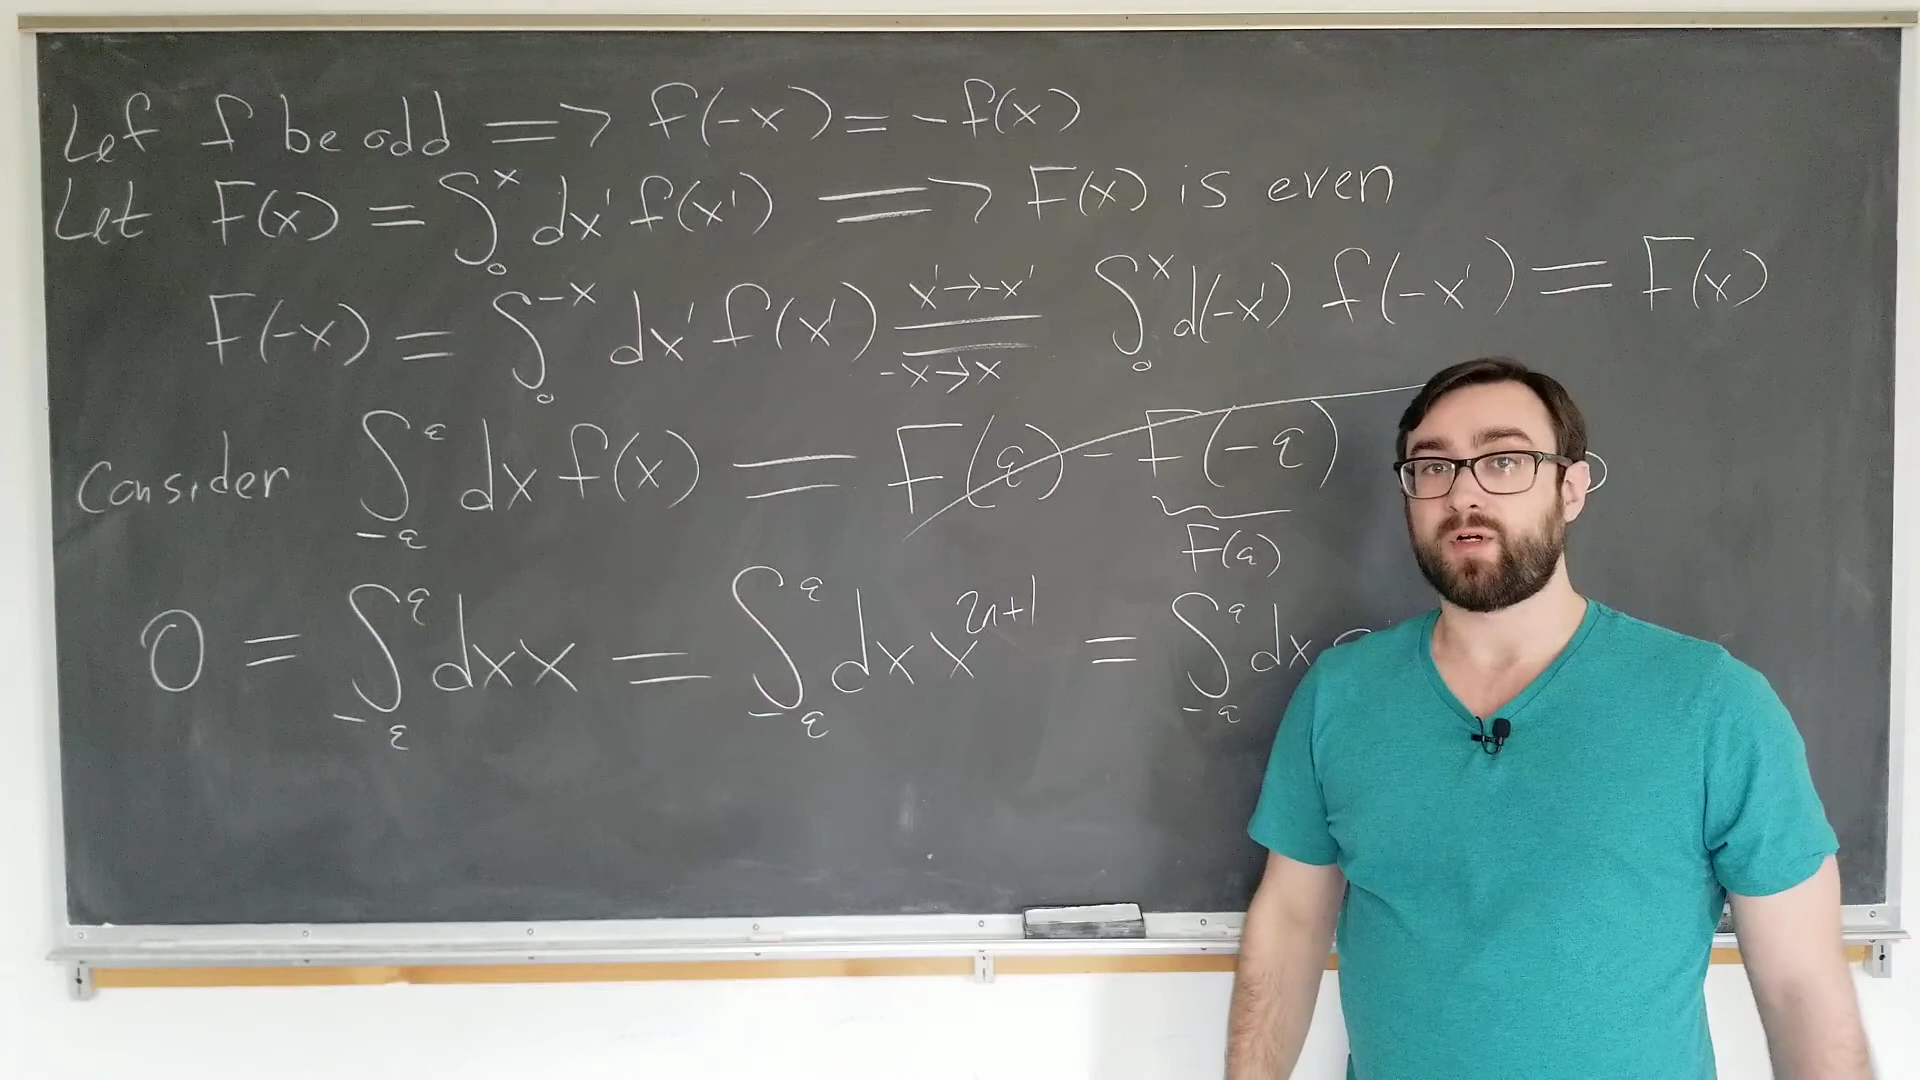 Let f be odd => f(-x) = -f(x)
Let F(x) = ∫₀ˣ dx' f(x') => F(x) is even
F(-x) = ∫₀⁻ˣ dx' f(x') = (x'→-x', -x→x) ∫₀ˣ d(-x') f(-x') = F(x)
Consider ∫_{-a}^{a} dx f(x) = F(a) - F(-a)
F(a)
0 = ∫_{-a}^{a} dx x = ∫_{-a}^{a} dx x^{2n+1} = ∫_{-a}^{a} dx